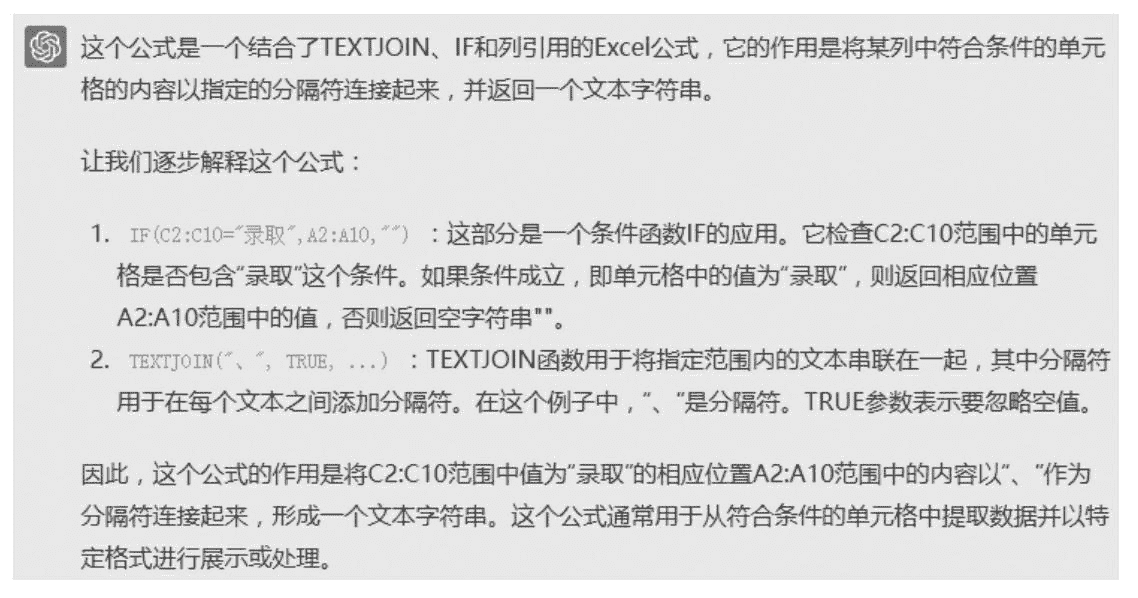 这个公式是一个结合了TEXTJOIN、IF和列引用的Excel公式，它的作用是将某列中符合条件的单元
格的内容以指定的分隔符连接起来，并返回一个文本字符串。
让我们逐步解释这个公式：
1. IF(C2:C10="录取",A2:A10,"") ：这部分是一个条件函数IF的应用。它检查C2:C10范围中的单元
格是否包含"录取"这个条件。如果条件成立，即单元格中的值为"录取"，则返回相应位置
A2:A10范围中的值，否则返回空字符串""。
2. TEXTJOIN("、", TRUE, ...) ：TEXTJOIN函数用于将指定范围内的文本串联在一起，其中分隔符
用于在每个文本之间添加分隔符。在这个例子中，"、"是分隔符。TRUE参数表示要忽略空值。
因此，这个公式的作用是将C2:C10范围中值为"录取"的相应位置A2:A10范围中的内容以"、"作为
分隔符连接起来，形成一个文本字符串。这个公式通常用于从符合条件的单元格中提取数据并以特
定格式进行展示或处理。